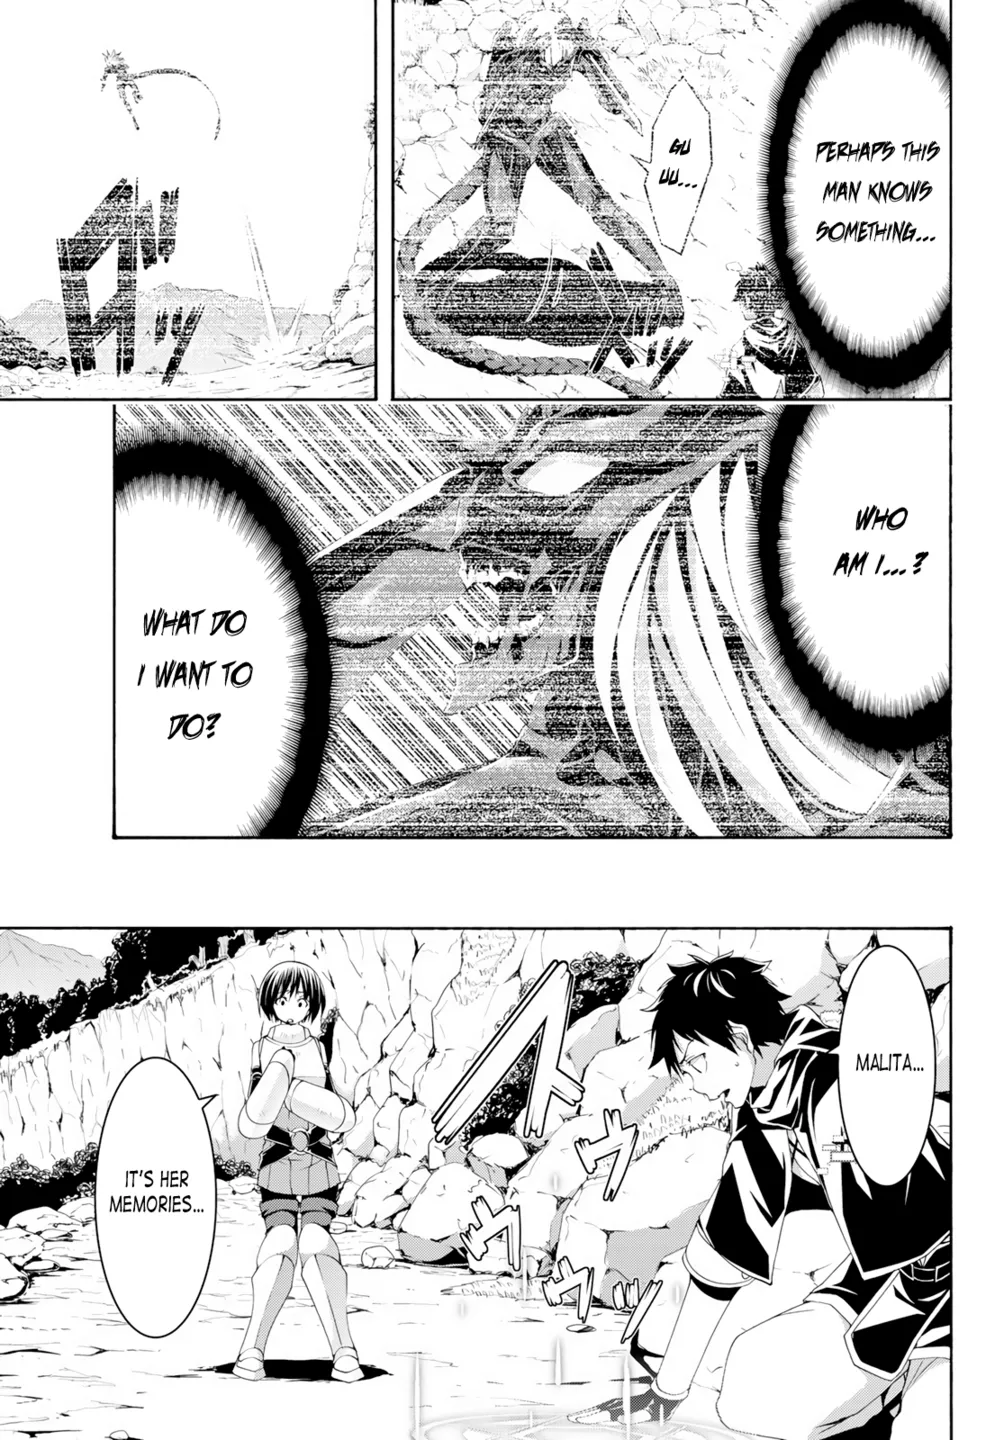 PERHAPS THIS
MAN KNOWS
SOMETHING...
GU
UU...
WHO
AM I...?
WHAT DO
I WANT TO
DO?
MALITA...
IT'S HER
MEMORIES...